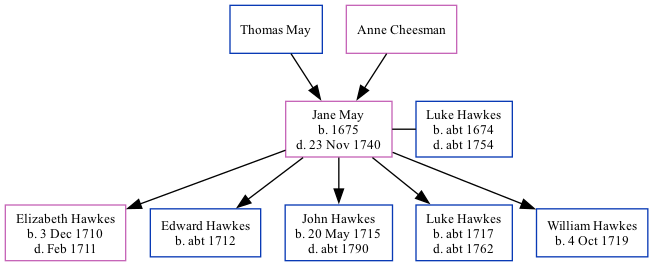 Thomas May
Anne Cheesman
Jane May
b. 1675
d. 23 Nov 1740
Luke Hawkes
b. abt 1674
d. abt 1754
Elizabeth Hawkes
b. 3 Dec 1710
d. Feb 1711
Edward Hawkes
b. abt 1712
John Hawkes
b. 20 May 1715
d. abt 1790
Luke Hawkes
b. abt 1717
d. abt 1762
William Hawkes
b. 4 Oct 1719